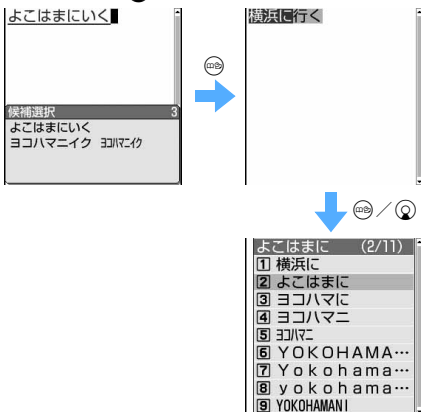 よこはまにいく
候補選択 3
よこはまにいく
ヨコハマニイク ﾖｺﾊﾏﾆｲｸ
横浜に行く
／
よこはまに (2/11)
1 横浜に
2 よこはまに
3 ヨコハマに
4 ヨコハマニ
5 ﾖｺﾊﾏﾆ
6 ＹＯＫＯＨＡＭＡ…
7 Ｙｏｋｏｈａｍａ…
8 ｙｏｋｏｈａｍａ…
9 YOKOHAMANI